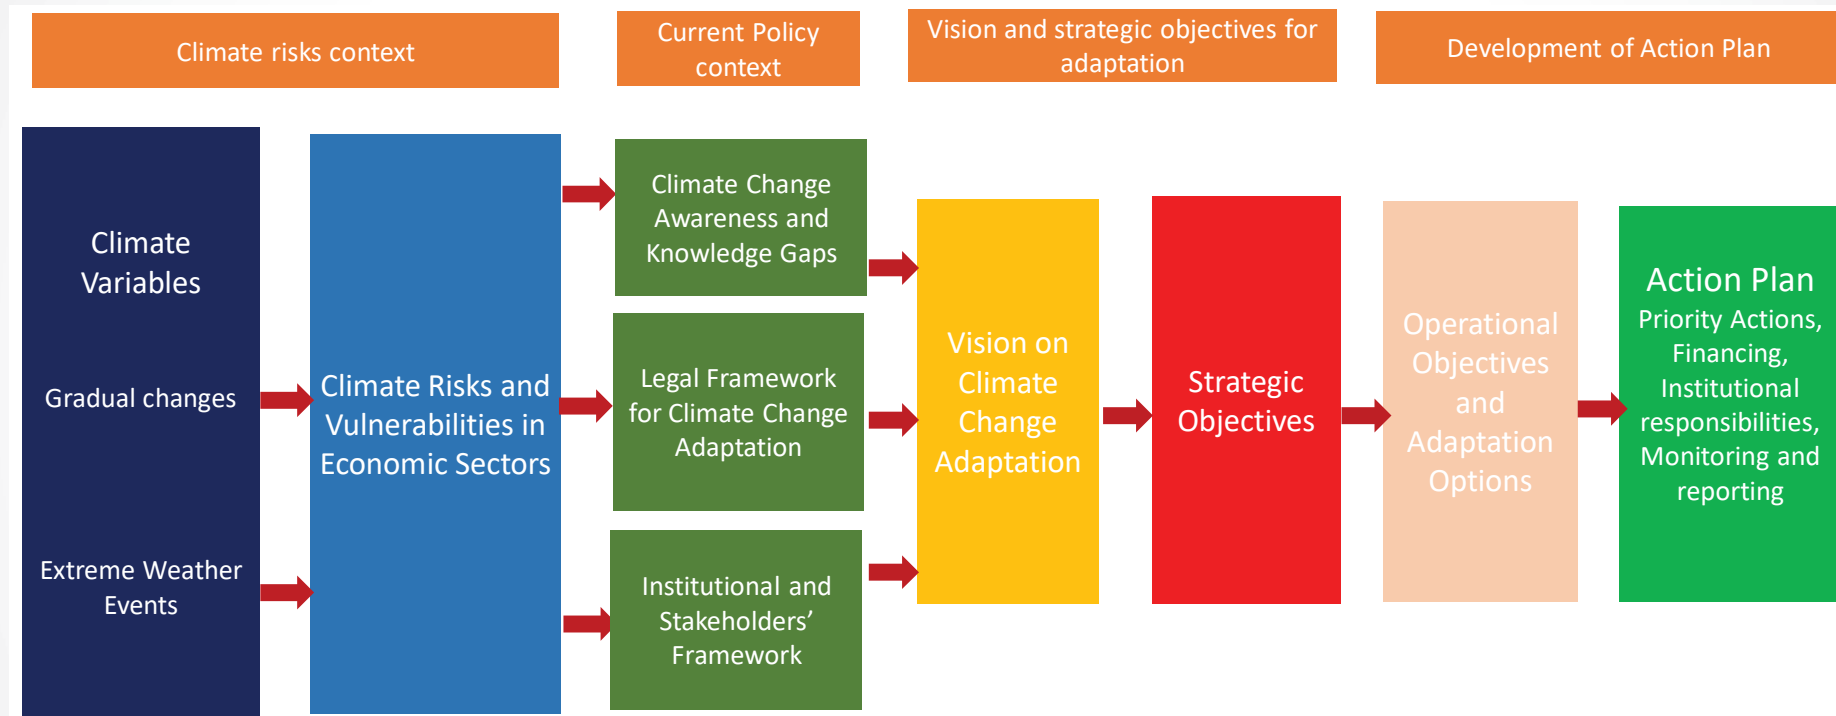 Climate risks context
Current Policy
context
Vision and strategic objectives for
adaptation
Development of Action Plan
Climate
Variables
Gradual changes
Extreme Weather
Events
Climate Risks and
Vulnerabilities in
Economic Sectors
Climate Change
Awareness and
Knowledge Gaps
Legal Framework
for Climate Change
Adaptation
Institutional and
Stakeholders’
Framework
Vision on
Climate
Change
Adaptation
Strategic
Objectives
Operational
Objectives
and
Adaptation
Options
Action Plan
Priority Actions,
Financing,
Institutional
responsibilities,
Monitoring and
reporting